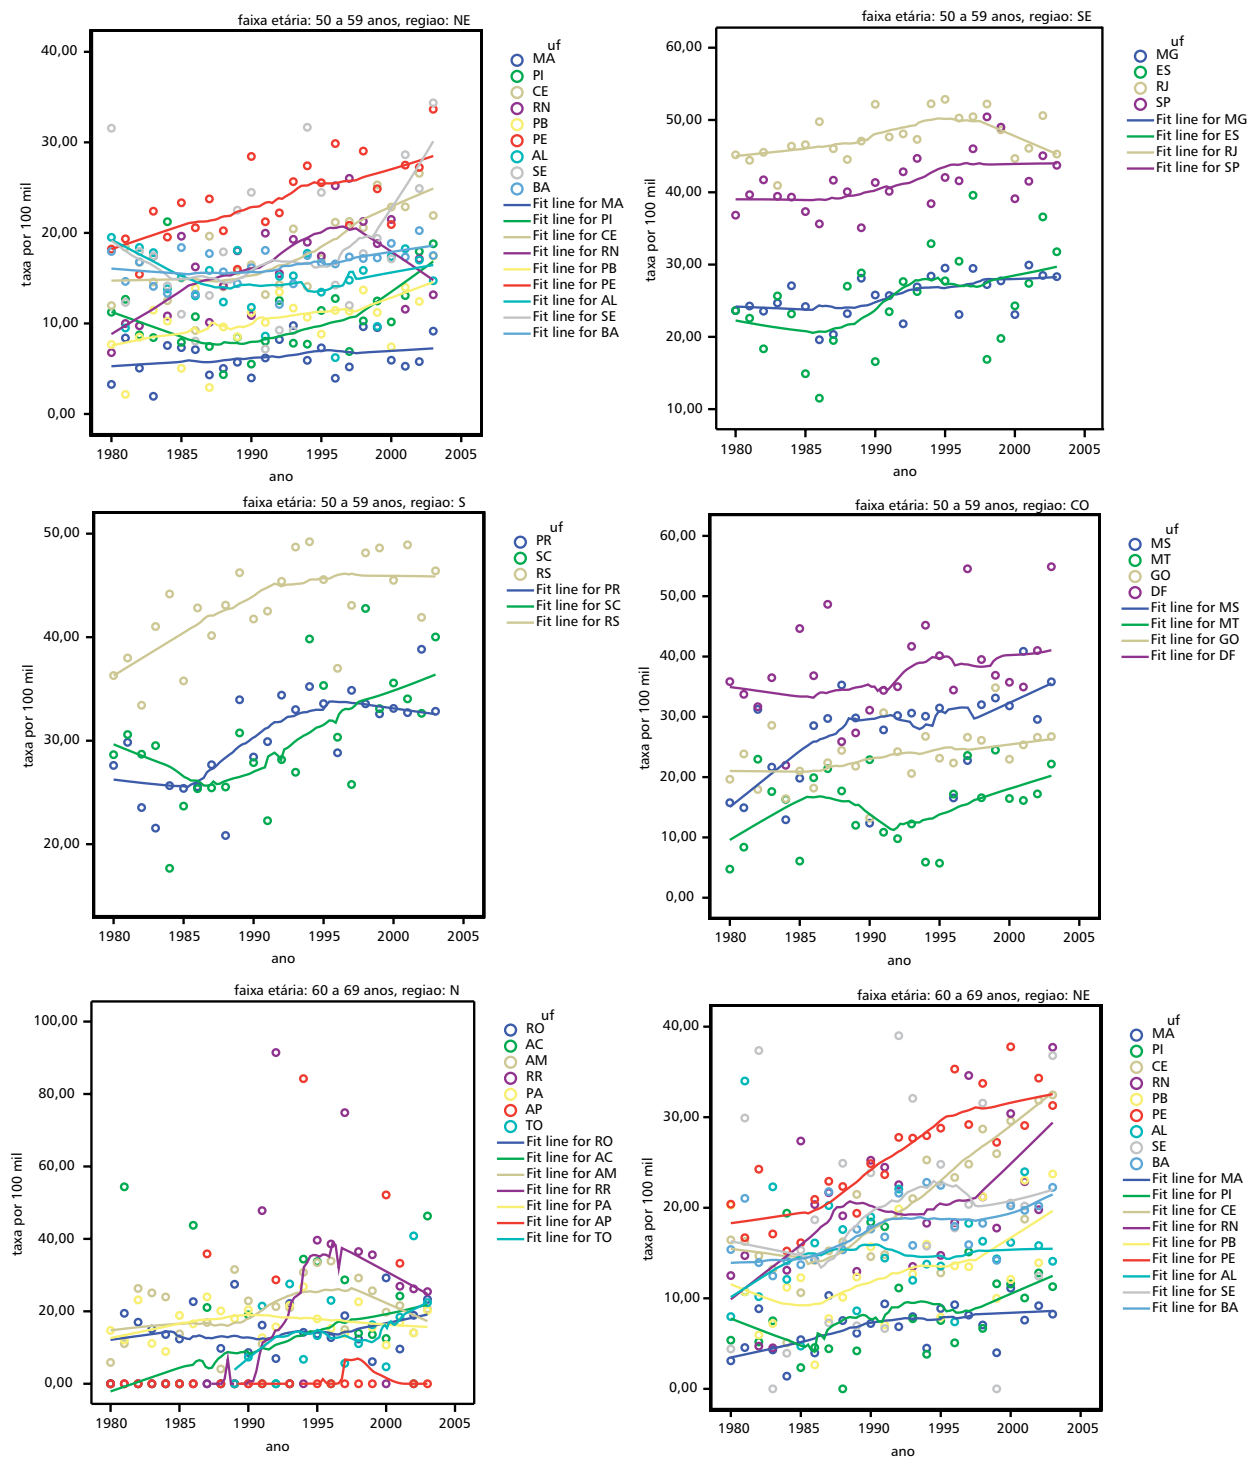 faixa etária: 50 a 59 anos, regiao: NE
40,00
30,00
20,00
10,00
0,00
taxa por 100 mil
1980 1985 1990 1995 2000 2005
ano
uf
MA
PI
CE
RN
PB
PE
AL
SE
BA
Fit line for MA
Fit line for PI
Fit line for CE
Fit line for RN
Fit line for PB
Fit line for PE
Fit line for AL
Fit line for SE
Fit line for BA
faixa etária: 50 a 59 anos, regiao: SE
60,00
50,00
40,00
30,00
20,00
10,00
taxa por 100 mil
1980 1985 1990 1995 2000 2005
ano
uf
MG
ES
RJ
SP
Fit line for MG
Fit line for ES
Fit line for RJ
Fit line for SP
faixa etária: 50 a 59 anos, regiao: S
50,00
40,00
30,00
20,00
taxa por 100 mil
1980 1985 1990 1995 2000 2005
ano
uf
PR
SC
RS
Fit line for PR
Fit line for SC
Fit line for RS
faixa etária: 50 a 59 anos, regiao: CO
60,00
50,00
40,00
30,00
20,00
10,00
0,00
taxa por 100 mil
1980 1985 1990 1995 2000 2005
ano
uf
MS
MT
GO
DF
Fit line for MS
Fit line for MT
Fit line for GO
Fit line for DF
faixa etária: 60 a 69 anos, regiao: N
100,00
80,00
60,00
40,00
20,00
0,00
taxa por 100 mil
1980 1985 1990 1995 2000 2005
ano
uf
RO
AC
AM
RR
PA
AP
TO
Fit line for RO
Fit line for AC
Fit line for AM
Fit line for RR
Fit line for PA
Fit line for AP
Fit line for TO
faixa etária: 60 a 69 anos, regiao: NE
40,00
30,00
20,00
10,00
0,00
taxa por 100 mil
1980 1985 1990 1995 2000 2005
ano
uf
MA
PI
CE
RN
PB
PE
AL
SE
BA
Fit line for MA
Fit line for PI
Fit line for CE
Fit line for RN
Fit line for PB
Fit line for PE
Fit line for AL
Fit line for SE
Fit line for BA